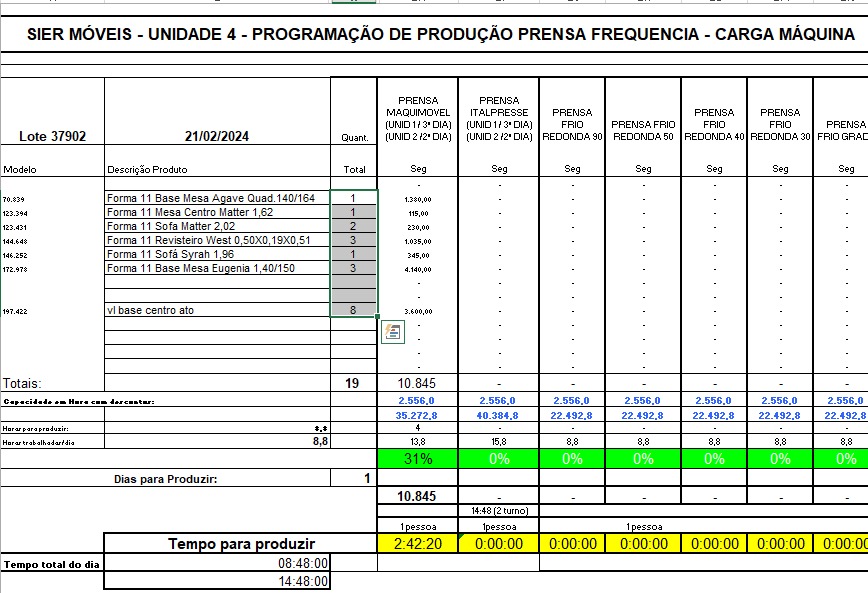 SIER MÓVEIS - UNIDADE 4 - PROGRAMAÇÃO DE PRODUÇÃO PRENSA FREQUENCIA - CARGA MÁQUINA
Lote 37902 21/02/2024 Quant. PRENSA MAQUIMOVEL (UNID 1 / 3ª DIA) (UNID 2 /2ª DIA) PRENSA ITALPRESSE (UNID 1 / 3ª DIA) (UNID 2 /2ª DIA) PRENSA FRIO REDONDA 90 PRENSA FRIO REDONDA 50 PRENSA FRIO REDONDA 40 PRENSA FRIO REDONDA 30 PRENSA FRIO GRAD
Modelo Descrição Produto Total Seg Seg Seg Seg Seg Seg Seg
- - - - - - -
70.839 Forma 11 Base Mesa Agave Quad.140/164 1 1.380,00 - - - - - -
123.394 Forma 11 Mesa Centro Matter 1,62 1 115,00 - - - - - -
123.431 Forma 11 Sofa Matter 2,02 2 230,00 - - - - - -
144.648 Forma 11 Revisteiro West 0,50X0,19X0,51 3 1.035,00 - - - - - -
146.252 Forma 11 Sofá Syrah 1,96 1 345,00 - - - - - -
172.978 Forma 11 Base Mesa Eugenia 1,40/150 3 4.140,00 - - - - - -
- - - - - - -
- - - - - - -
197.422 vl base centro ato 8 3.600,00 - - - - - -
- - - - - - -
- - - - - - -
- - - - - - -
- - - - - - -
Totais: 19 10.845 - - - - - -
Capacidade em Hora com descontos: 2.556,0 2.556,0 2.556,0 2.556,0 2.556,0 2.556,0 2.556,0
35.272,8 40.384,8 22.492,8 22.492,8 22.492,8 22.492,8 22.492,8
Horas para produzir: 8,8 4 - - - - - -
Horas trabalhadas/dia 8,8 13,8 15,8 8,8 8,8 8,8 8,8 8,8
31% 0% 0% 0% 0% 0% 0%
Dias para Produzir: 1
10.845 - - - - - -
14:48 (2 turno)
1 pessoa 1pessoa 1 pessoa
Tempo para produzir 2:42:20 0:00:00 0:00:00 0:00:00 0:00:00 0:00:00 0:00:00
Tempo total do dia 08:48:00
14:48:00